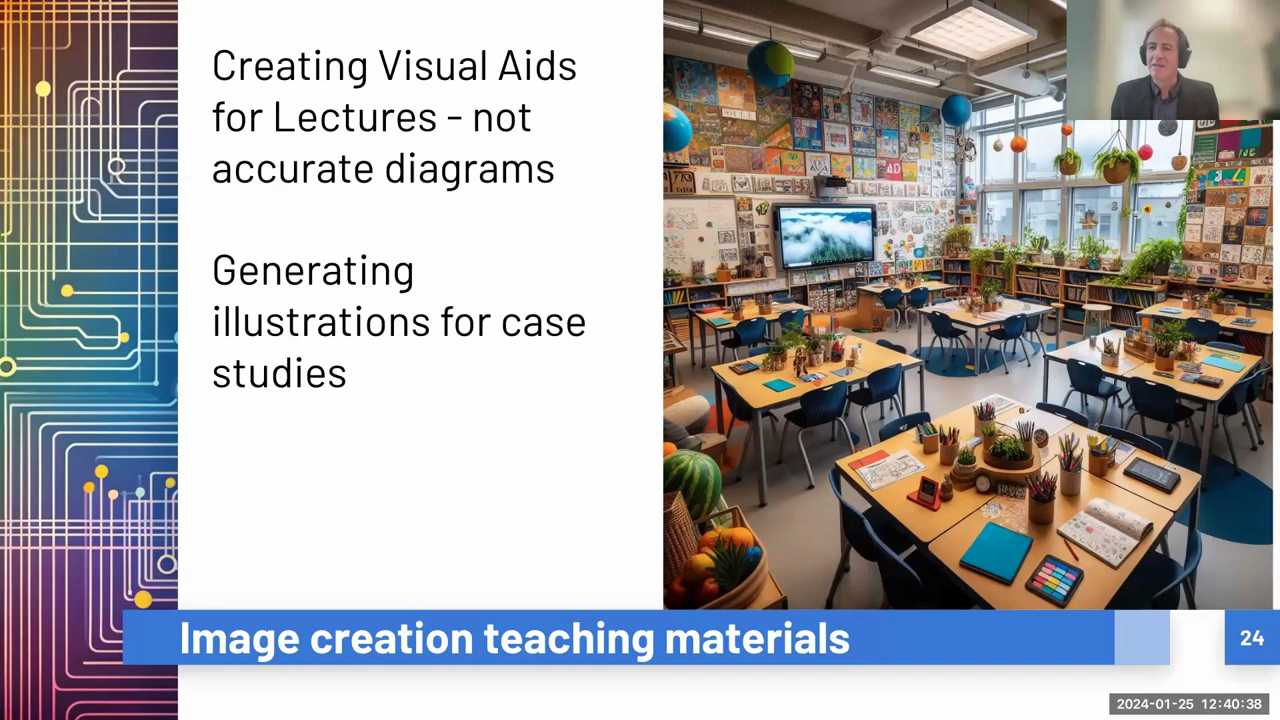 Creating Visual Aids
for Lectures - not
accurate diagrams
Generating
illustrations for case
studies
Image creation teaching materials
24
2024-01-25 12:40:38